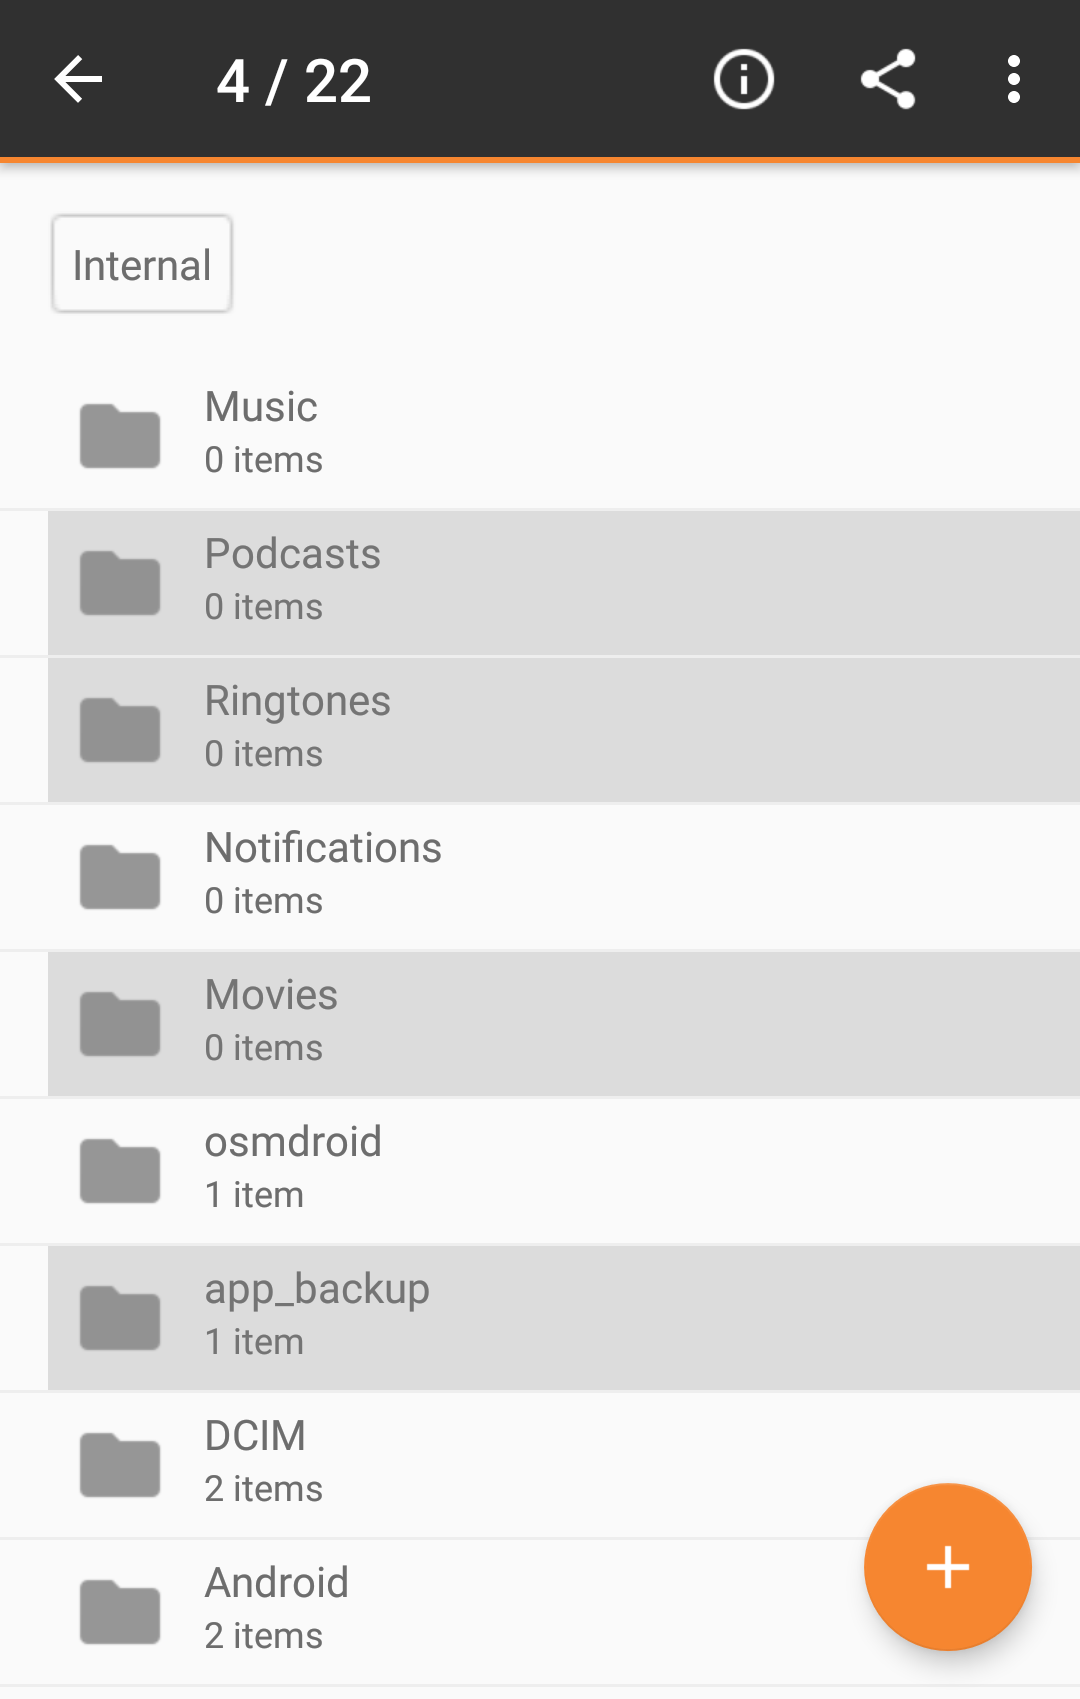 4 / 22
Internal
Music
0 items
Podcasts
0 items
Ringtones
0 items
Notifications
0 items
Movies
0 items
osmdroid
1 item
app_backup
1 item
DCIM
2 items
Android
2 items